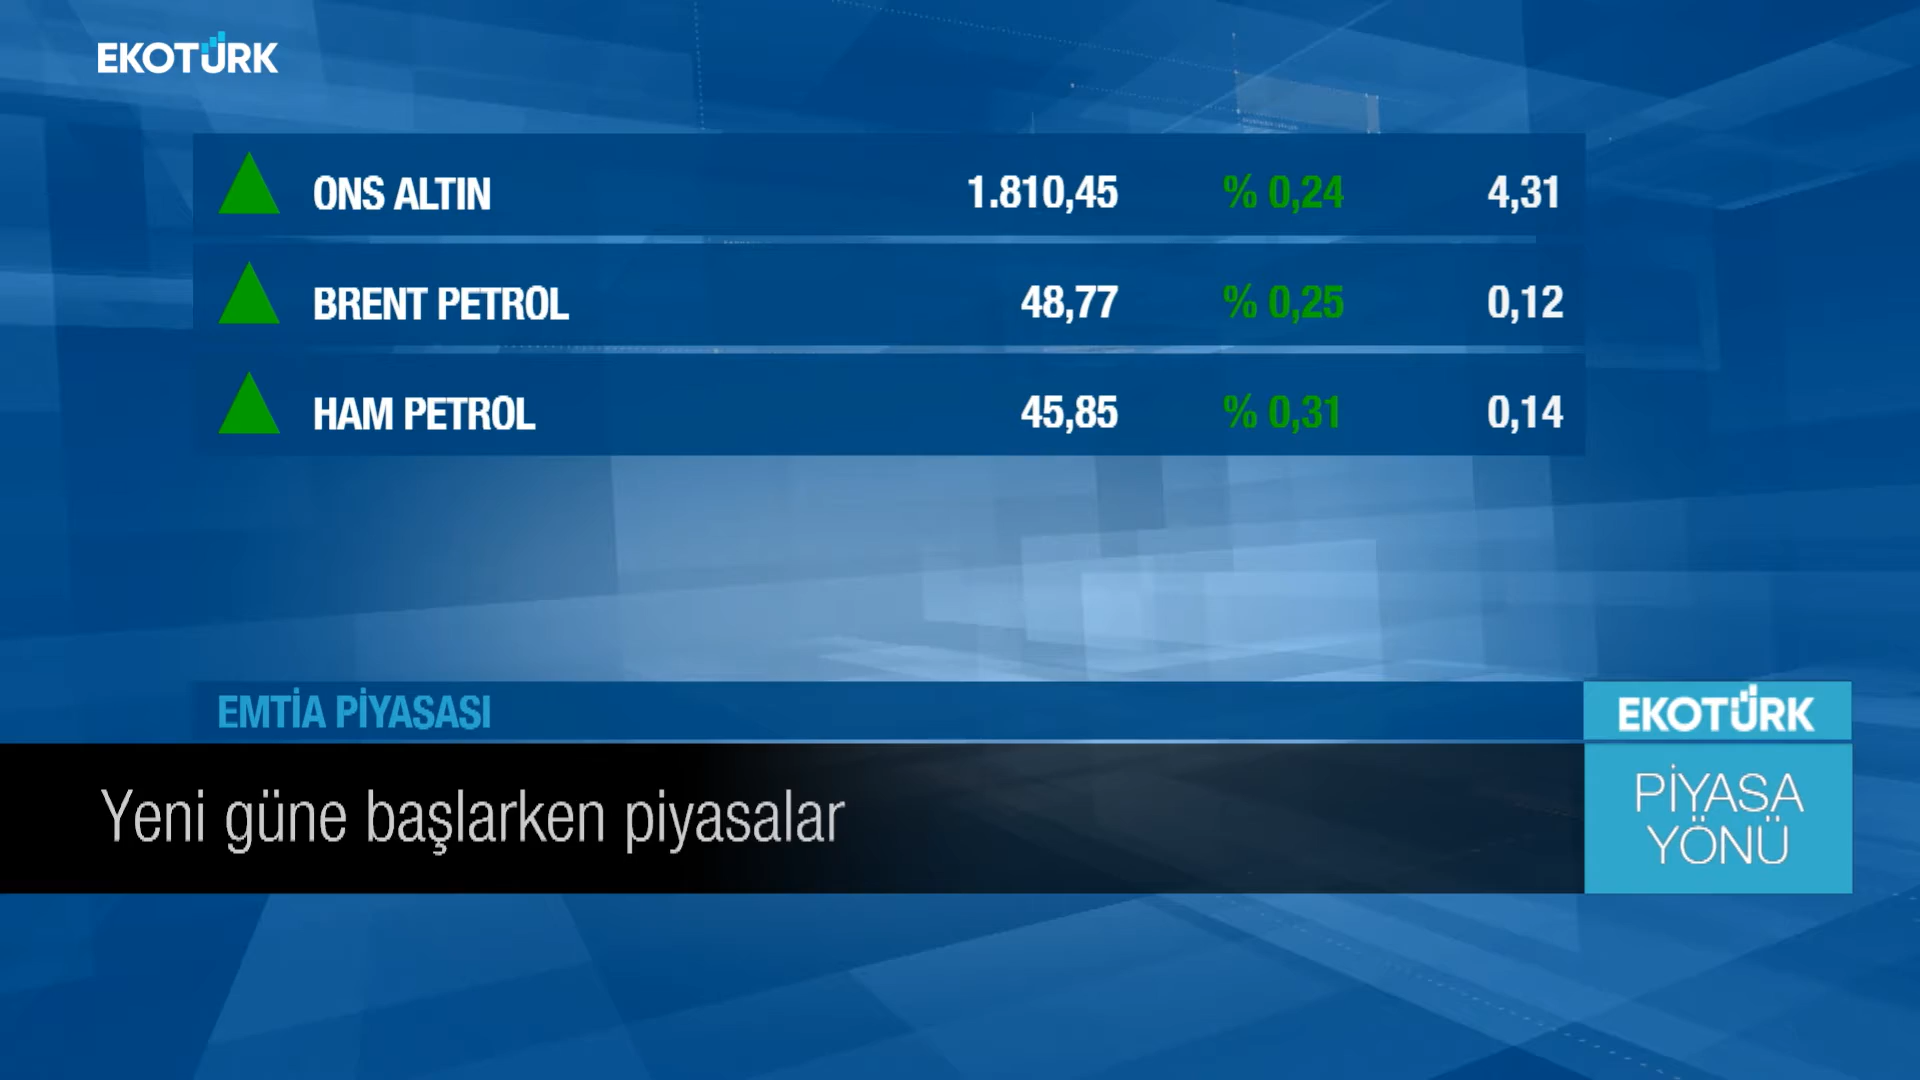 EKOTÜRK
ONS ALTIN 1.810,45 % 0,24 4,31
BRENT PETROL 48,77 % 0,25 0,12
HAM PETROL 45,85 % 0,31 0,14
EMTİA PİYASASI
EKOTÜRK
Yeni güne başlarken piyasalar
PİYASA
YÖNÜ